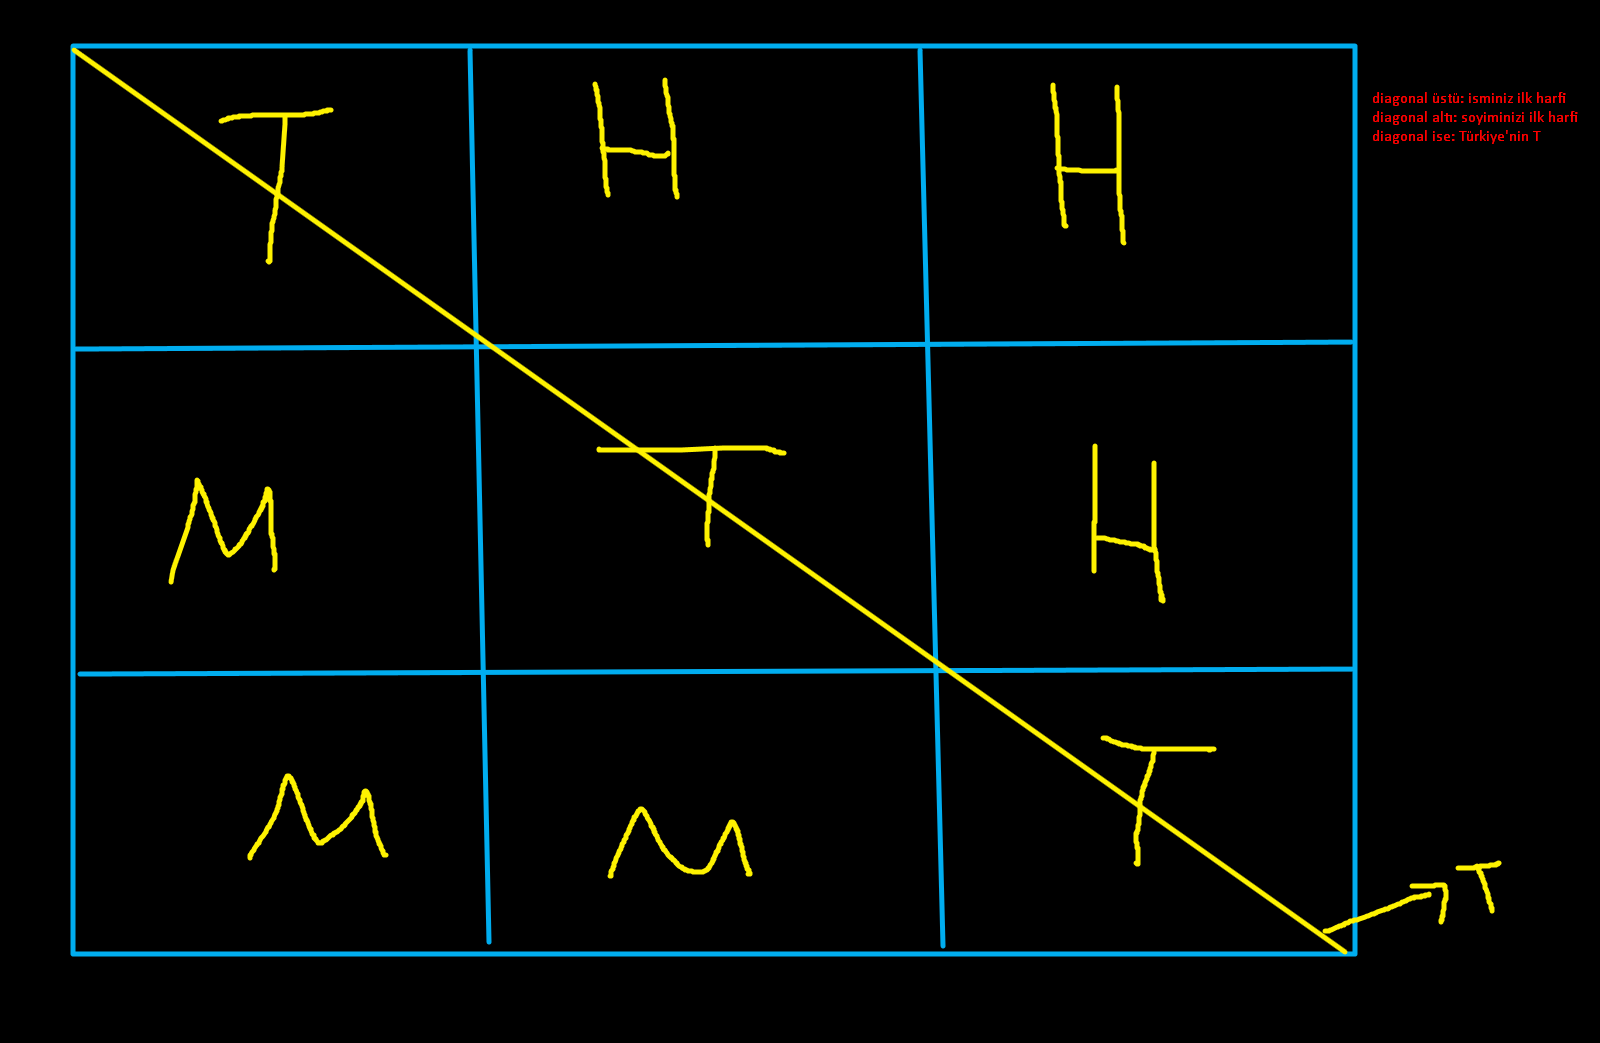 T H H
diagonal üstü: isminiz ilk harfi
diagonal altı: soyiminizi ilk harfi
diagonal ise: Türkiye'nin T
M T H
M M T
T